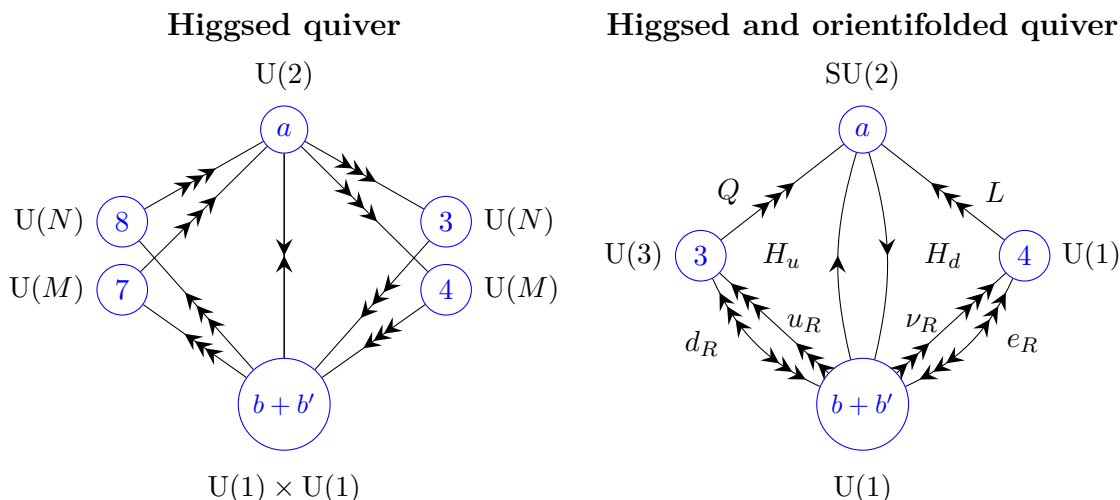 Higgsed quiver
U(2)
a
U(N) 8 3 U(N)
U(M) 7 4 U(M)
b + b′
U(1) × U(1)
Higgsed and orientifolded quiver
SU(2)
a
Q L
U(3) 3 H_u H_d 4 U(1)
d_R u_R ν_R e_R
b + b′
U(1)